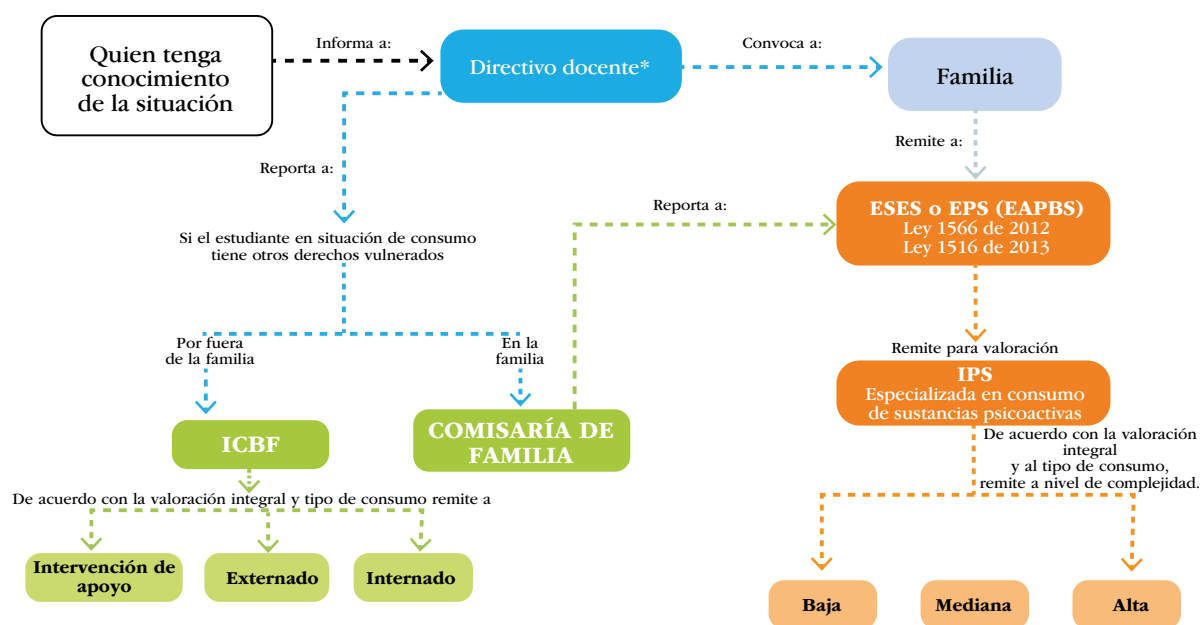 Quien tenga
conocimiento
de la situación
Informa a:
Directivo docente*
Convoca a:
Familia
Remite a:
Reporta a:
Si el estudiante en situación de consumo
tiene otros derechos vulnerados
Reporta a:
ESES o EPS (EAPBS)
Ley 1566 de 2012
Ley 1516 de 2013
Por fuera
de la familia
En la
familia
Remite para valoración
IPS
Especializada en consumo
de sustancias psicoactivas
ICBF
COMISARÍA DE
FAMILIA
De acuerdo con la valoración
integral
y al tipo de consumo,
remite a nivel de complejidad.
De acuerdo con la valoración integral y tipo de consumo remite a
Intervención de
apoyo
Externado
Internado
Baja
Mediana
Alta